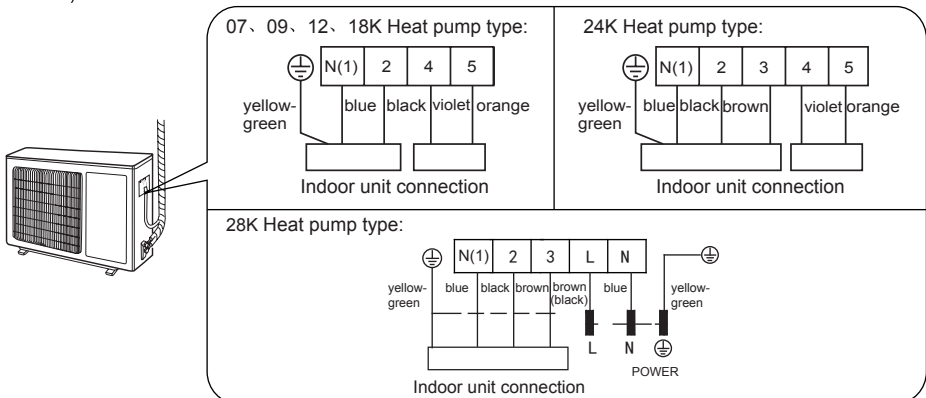 07、09、12、18K Heat pump type:
N(1) 2 4 5
yellow-
green
blue black violet orange
Indoor unit connection
24K Heat pump type:
N(1) 2 3 4 5
yellow-
green
blue black brown violet orange
Indoor unit connection
28K Heat pump type:
N(1) 2 3 L N
yellow-
green
blue black brown brown
(black)
blue yellow-
green
L N
POWER
Indoor unit connection